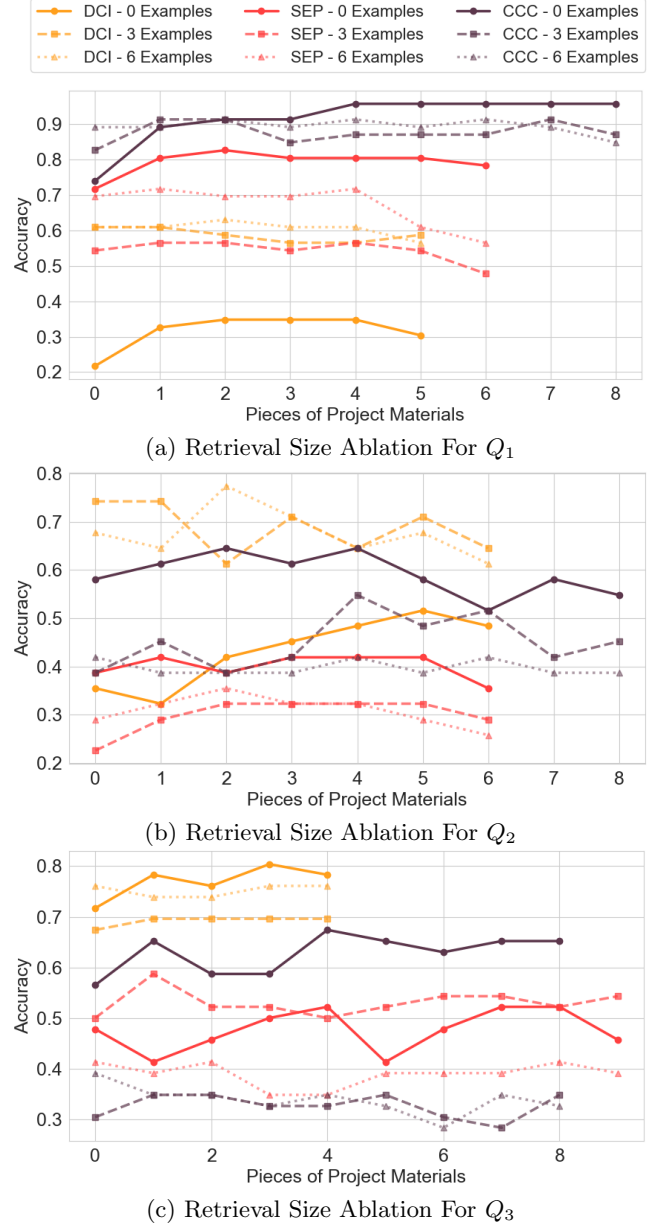 DCI - 0 Examples SEP - 0 Examples CCC - 0 Examples
DCI - 3 Examples SEP - 3 Examples CCC - 3 Examples
DCI - 6 Examples SEP - 6 Examples CCC - 6 Examples
0.9
0.8
0.7
0.6
0.5
0.4
0.3
0.2
Accuracy
0 1 2 3 4 5 6 7 8
Pieces of Project Materials
(a) Retrieval Size Ablation For Q1
0.8
0.7
0.6
0.5
0.4
0.3
0.2
Accuracy
0 1 2 3 4 5 6 7 8
Pieces of Project Materials
(b) Retrieval Size Ablation For Q2
0.8
0.7
0.6
0.5
0.4
0.3
Accuracy
0 2 4 6 8
Pieces of Project Materials
(c) Retrieval Size Ablation For Q3